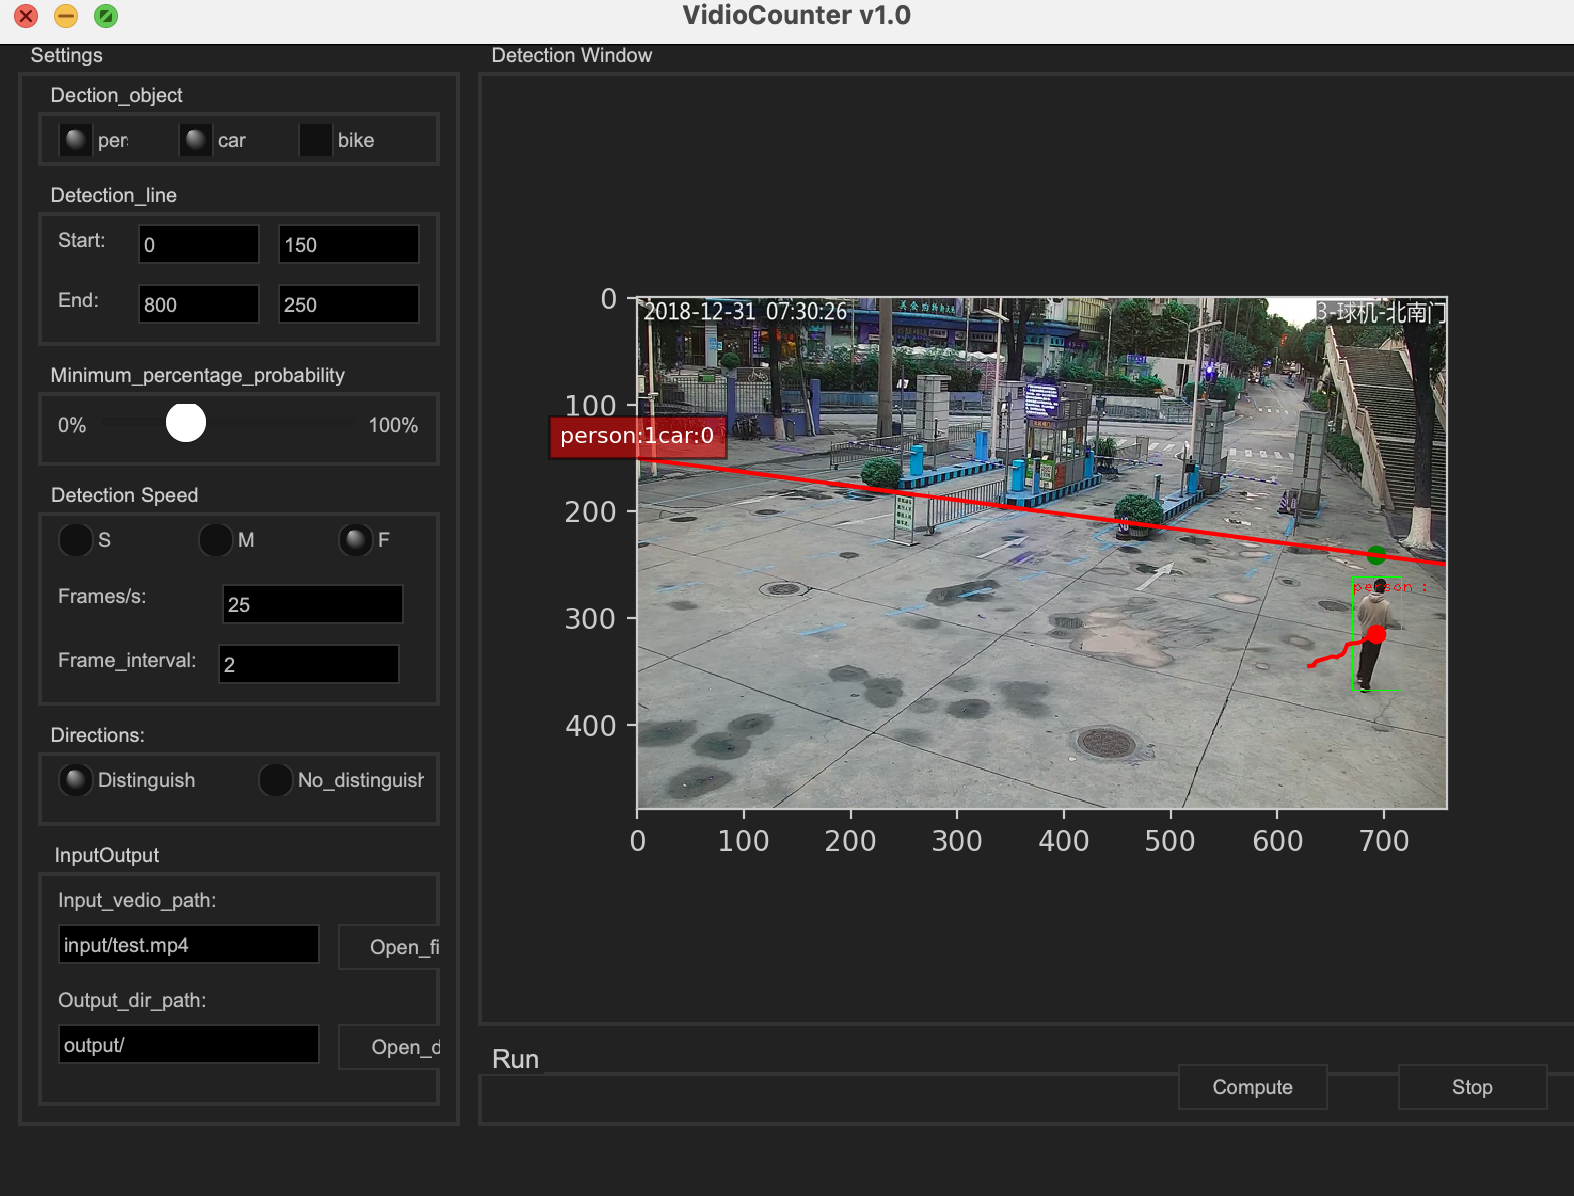 VidioCounter v1.0
Settings
Dection_object
per
car
bike
Detection_line
Start:
0
150
End:
800
250
Minimum_percentage_probability
0%
100%
Detection Speed
S
M
F
Frames/s:
25
Frame_interval:
2
Directions:
Distinguish
No_distinguish
InputOutput
Input_vedio_path:
input/test.mp4
Open_fi
Output_dir_path:
output/
Open_d
Detection Window
0
100
200
300
400
2018-12-31 07:30:26
3-球机-北南门
person:1car:0
person :
0
100
200
300
400
500
600
700
Run
Compute
Stop